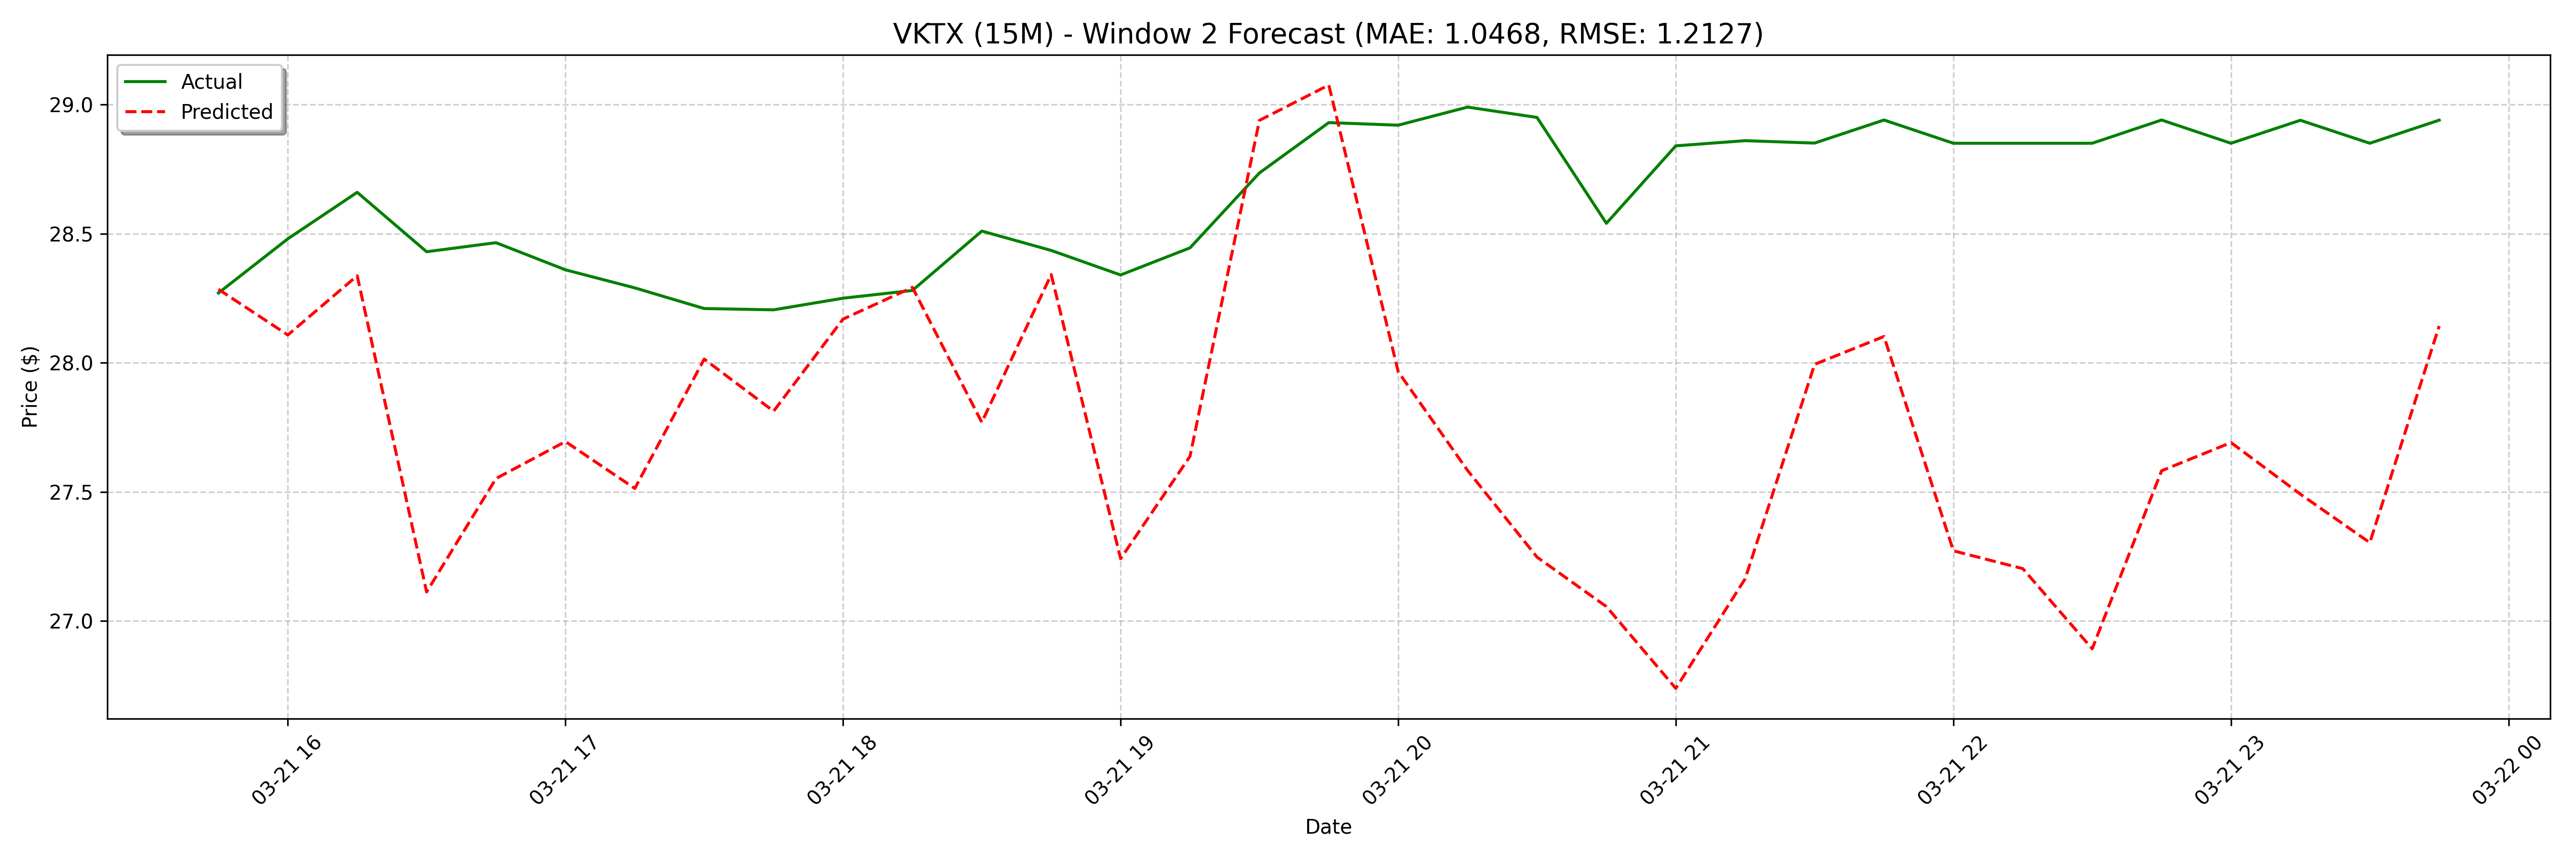 VKTX (15M) - Window 2 Forecast (MAE: 1.0468, RMSE: 1.2127)
Actual
Predicted
29.0
28.5
28.0
27.5
27.0
Price ($)
03-21 16
03-21 17
03-21 18
03-21 19
03-21 20
03-21 21
03-21 22
03-21 23
03-22 00
Date